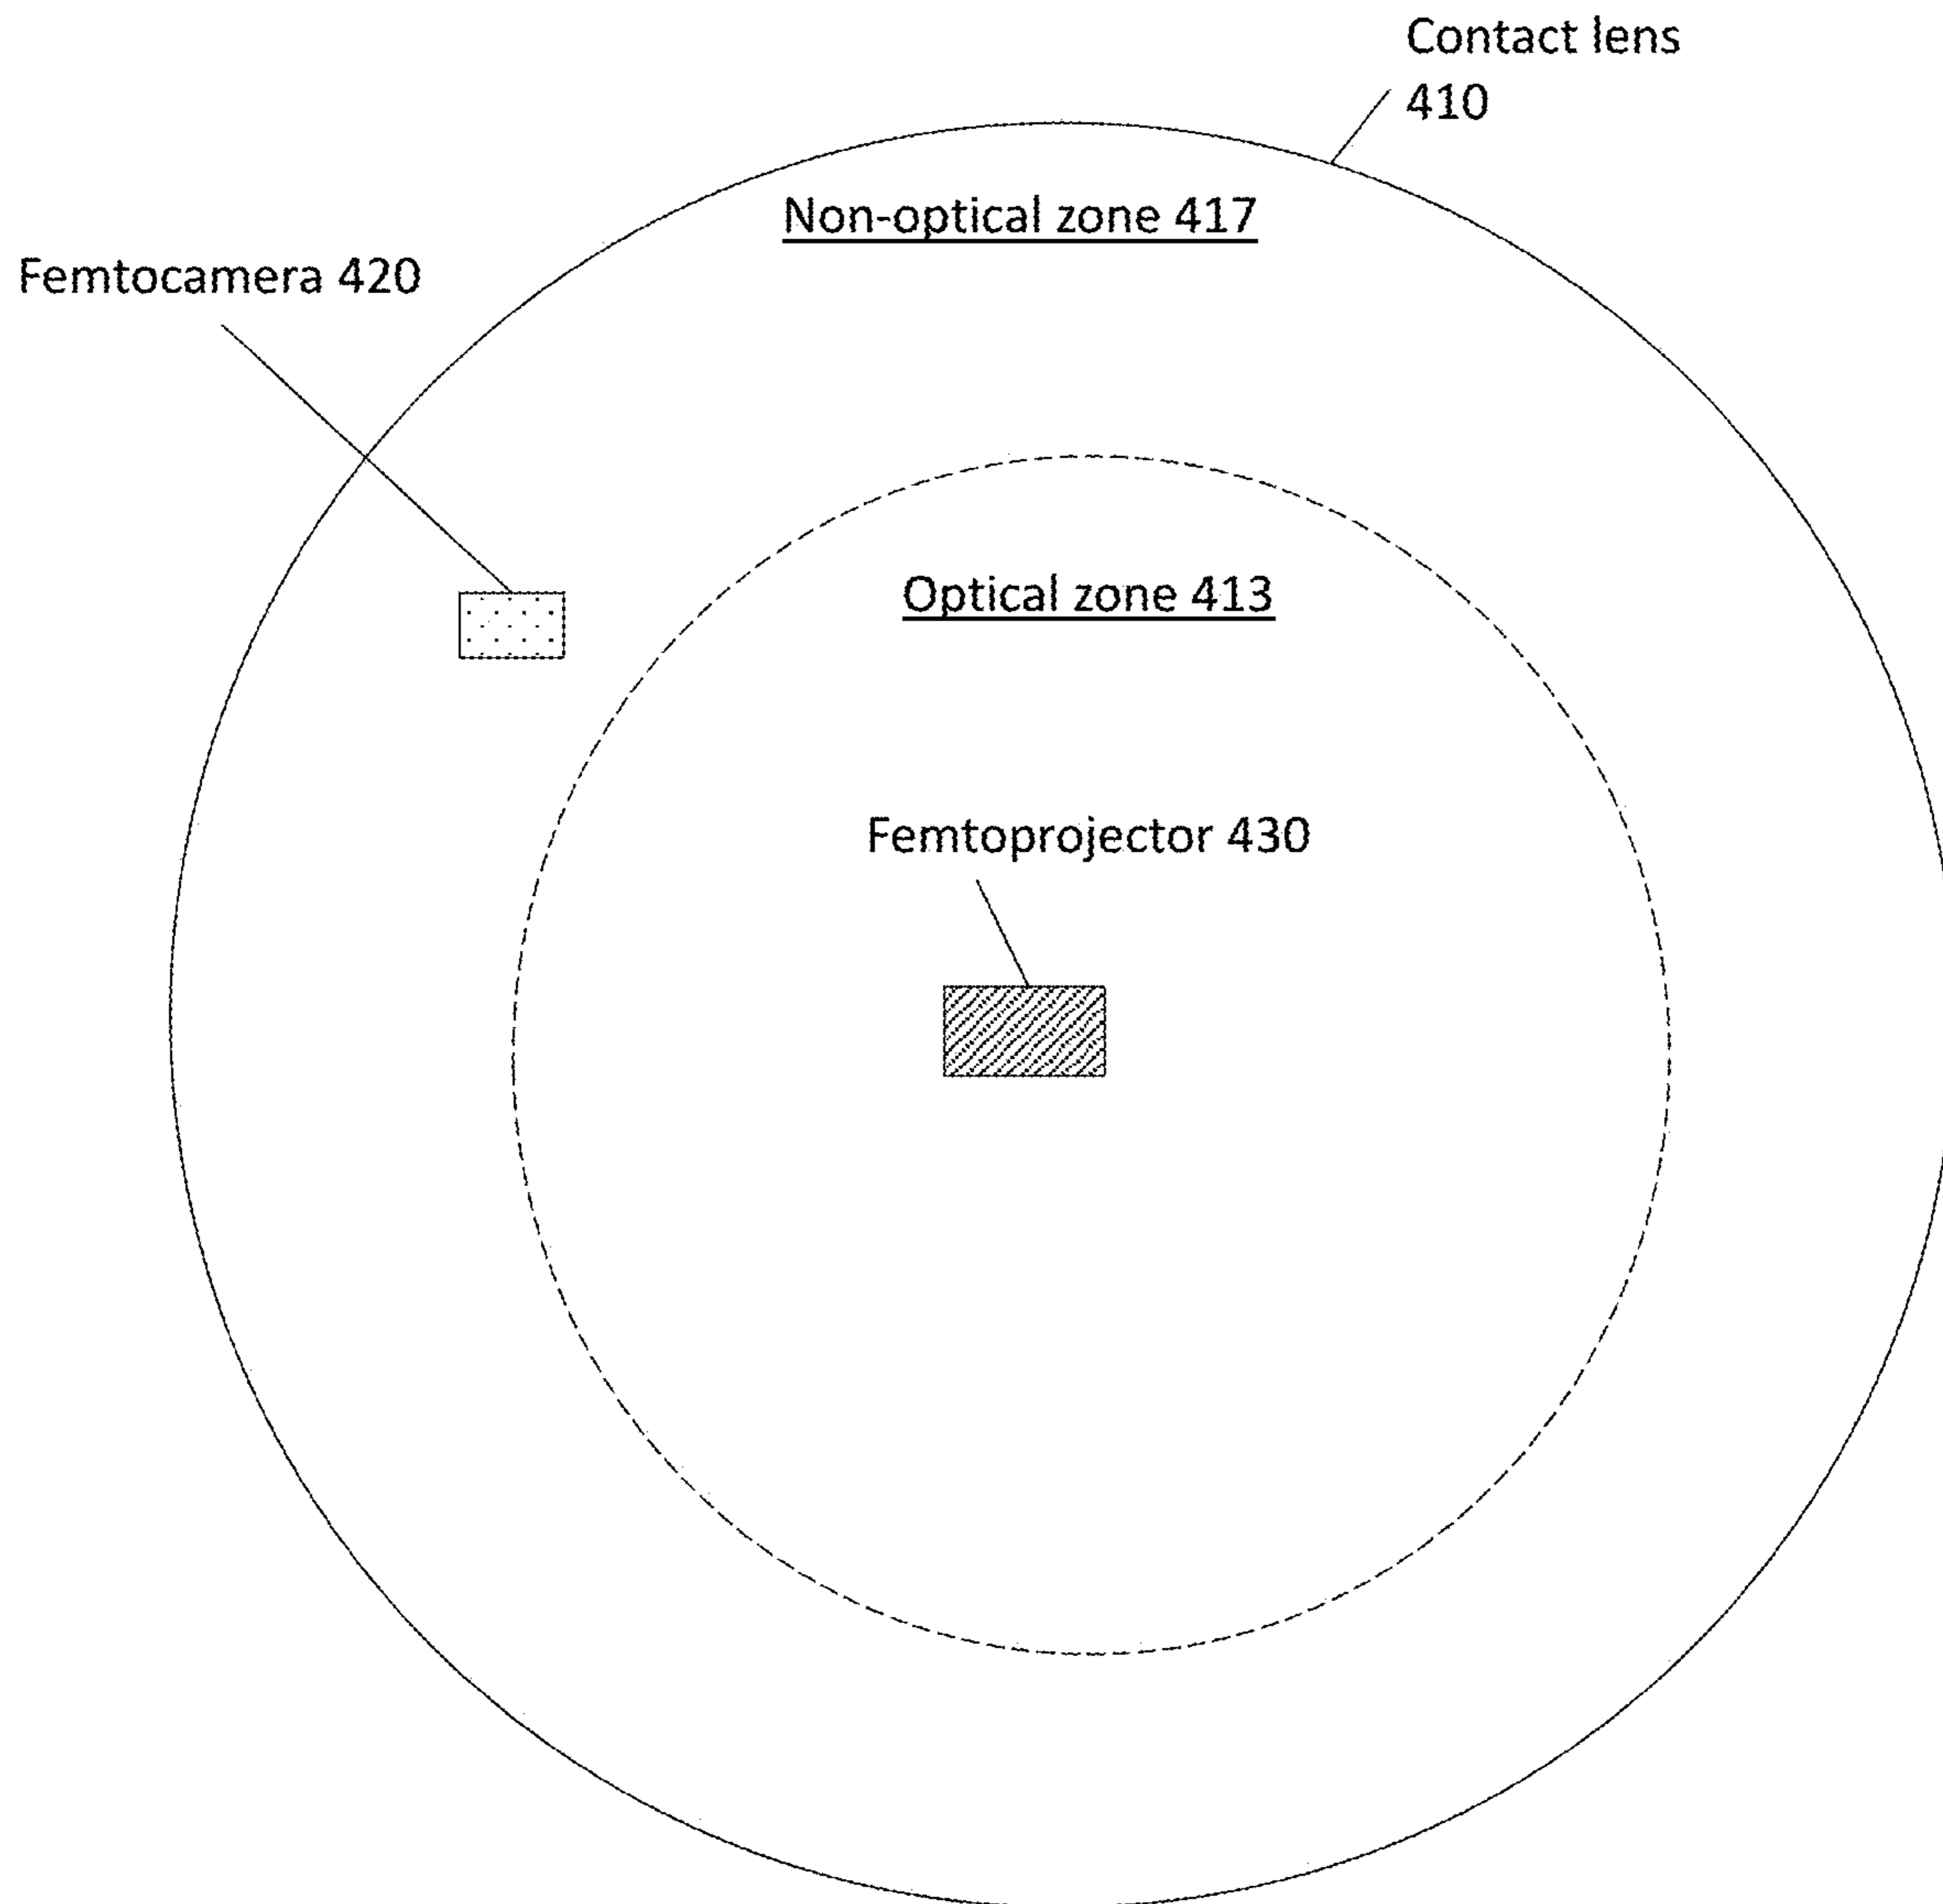 Contact lens
410
Non-optical zone 417
Femtocamera 420
Optical zone 413
Femtoprojector 430